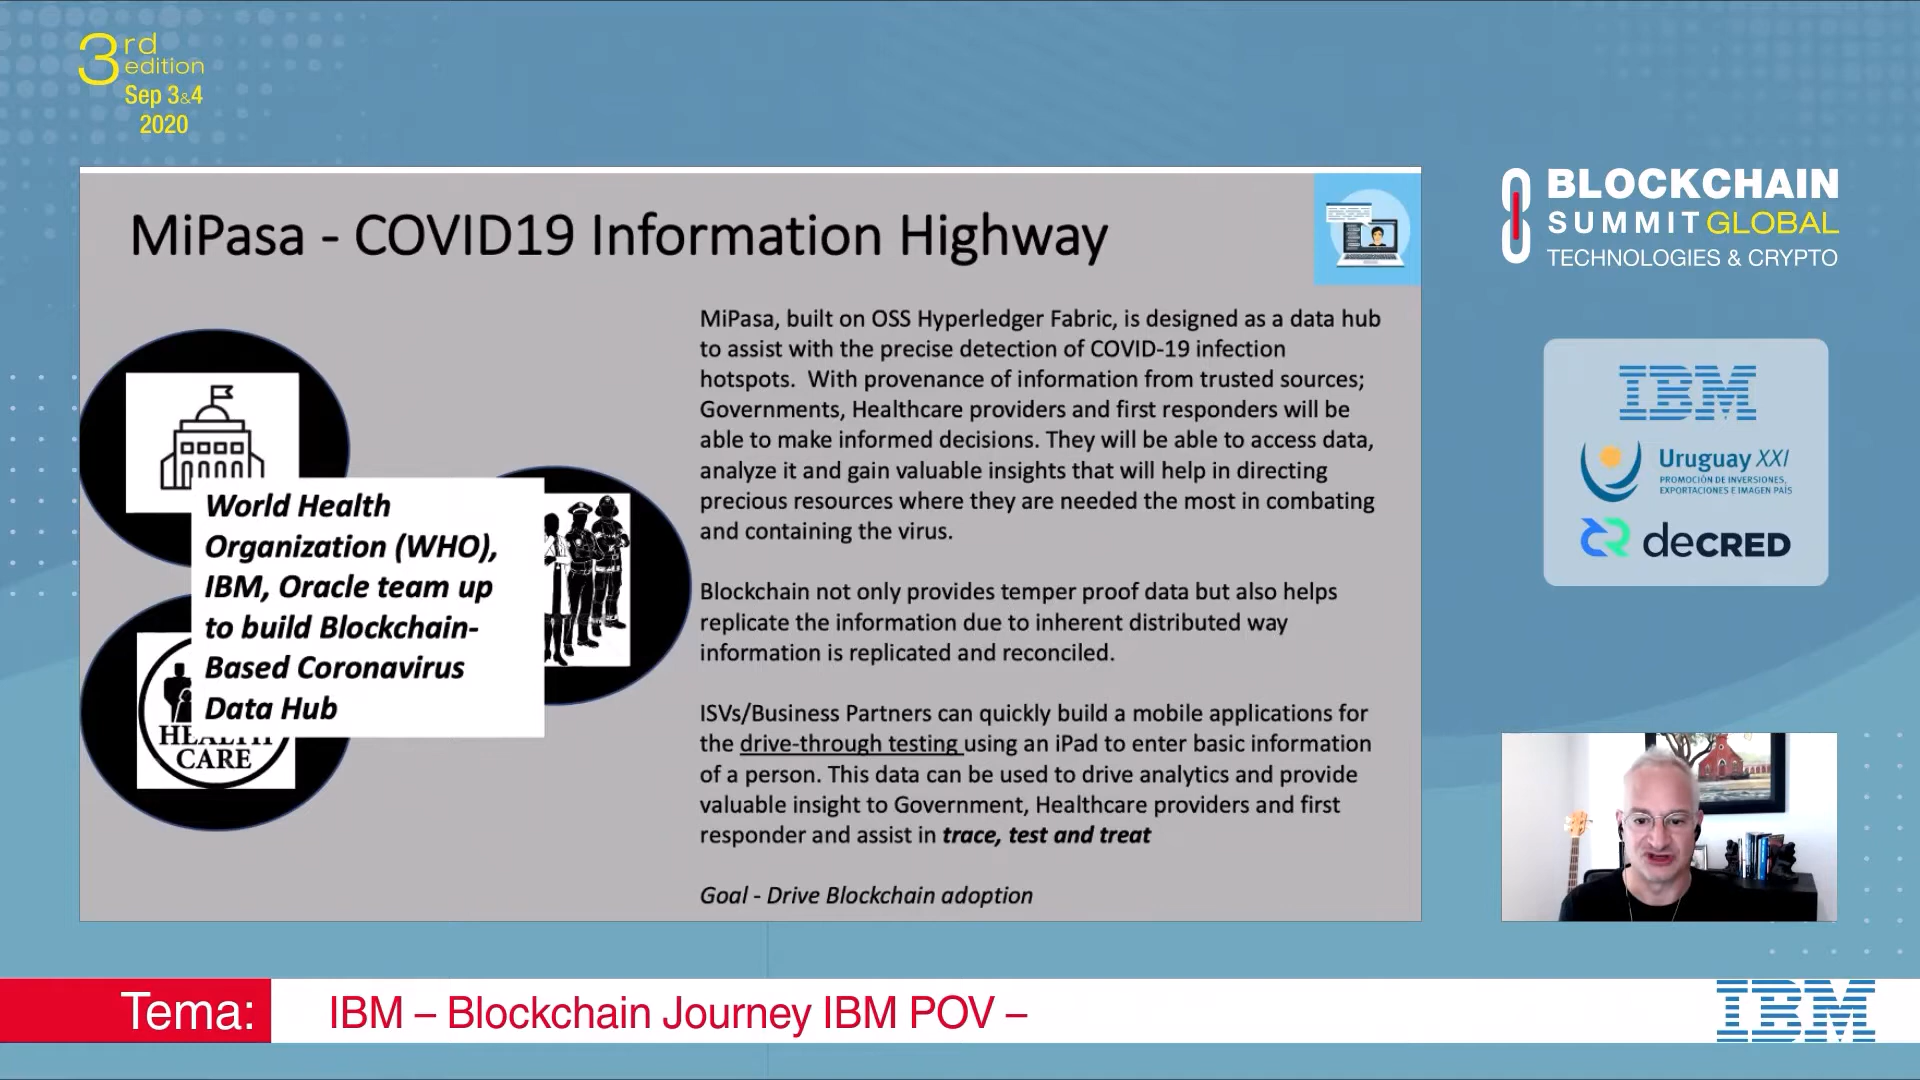 3rd
edition
Sep 3&4
2020
BLOCKCHAIN
SUMMIT GLOBAL
TECHNOLOGIES & CRYPTO
MiPasa - COVID19 Information Highway
World Health
Organization (WHO),
IBM, Oracle team up
to build Blockchain-
Based Coronavirus
Data Hub
HEALTH
CARE
MiPasa, built on OSS Hyperledger Fabric, is designed as a data hub
to assist with the precise detection of COVID-19 infection
hotspots.  With provenance of information from trusted sources;
Governments, Healthcare providers and first responders will be
able to make informed decisions. They will be able to access data,
analyze it and gain valuable insights that will help in directing
precious resources where they are needed the most in combating
and containing the virus.
Blockchain not only provides temper proof data but also helps
replicate the information due to inherent distributed way
information is replicated and reconciled.
ISVs/Business Partners can quickly build a mobile applications for
the drive-through testing using an iPad to enter basic information
of a person. This data can be used to drive analytics and provide
valuable insight to Government, Healthcare providers and first
responder and assist in trace, test and treat
Goal - Drive Blockchain adoption
IBM
Uruguay XXI
PROMOCIÓN DE INVERSIONES,
EXPORTACIONES E IMAGEN PAÍS
deCRED
Tema:
IBM – Blockchain Journey IBM POV –
IBM